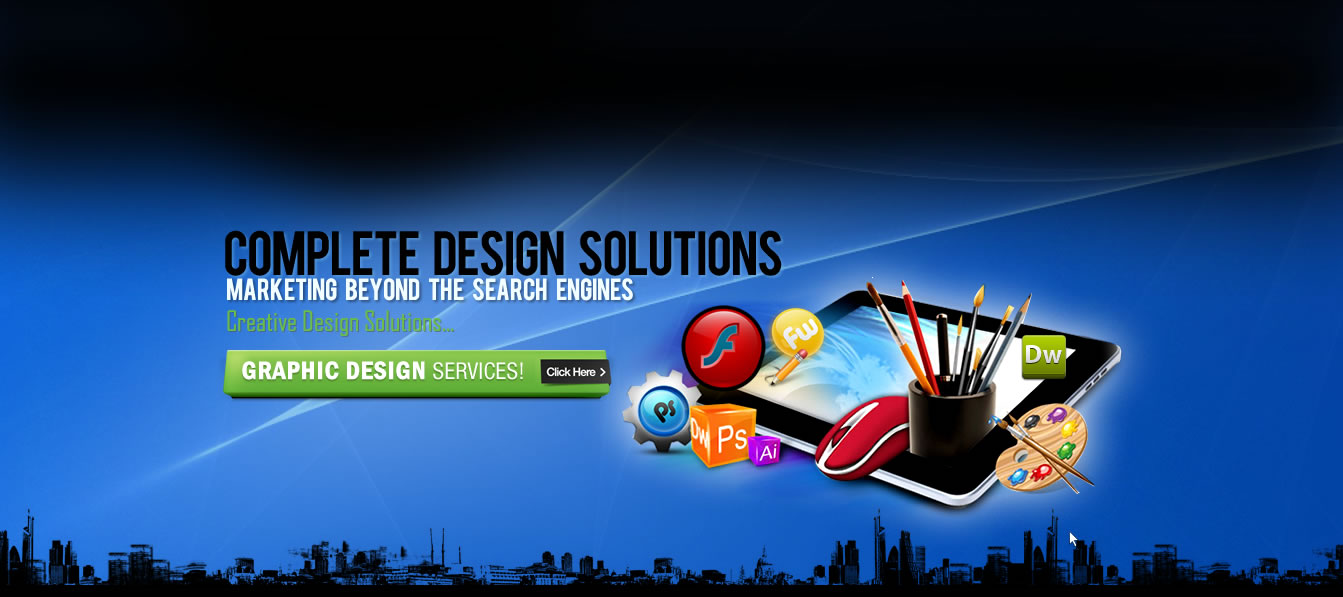 COMPLETE DESIGN SOLUTIONS
MARKETING BEYOND THE SEARCH ENGINES
Creative Design Solutions...
GRAPHIC DESIGN SERVICES! Click Here >
Fw
Dw
Ps
Dw Ps
Ai